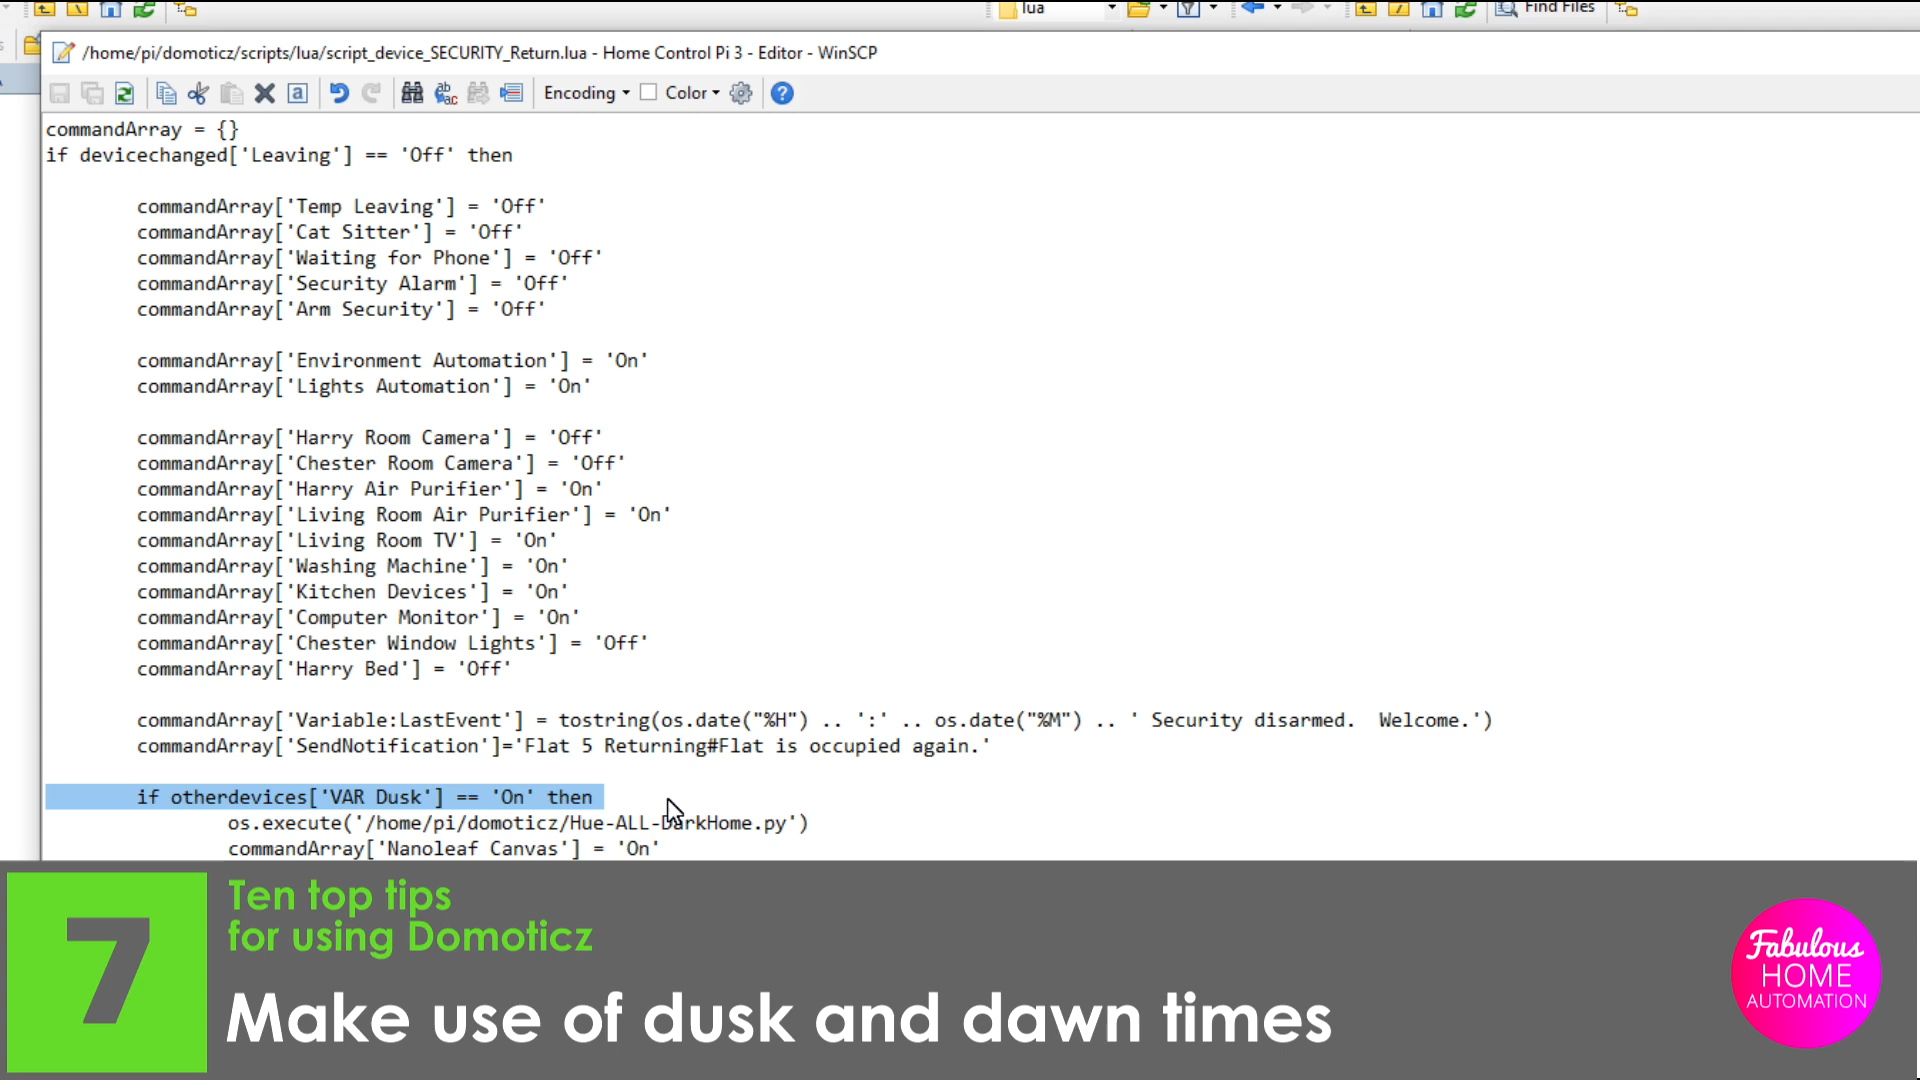 lua
Find Files
/home/pi/domoticz/scripts/lua/script_device_SECURITY_Return.lua - Home Control Pi 3 - Editor - WinSCP
Encoding Color
commandArray = {}
if devicechanged['Leaving'] == 'Off' then
commandArray['Temp Leaving'] = 'Off'
commandArray['Cat Sitter'] = 'Off'
commandArray['Waiting for Phone'] = 'Off'
commandArray['Security Alarm'] = 'Off'
commandArray['Arm Security'] = 'Off'
commandArray['Environment Automation'] = 'On'
commandArray['Lights Automation'] = 'On'
commandArray['Harry Room Camera'] = 'Off'
commandArray['Chester Room Camera'] = 'Off'
commandArray['Harry Air Purifier'] = 'On'
commandArray['Living Room Air Purifier'] = 'On'
commandArray['Living Room TV'] = 'On'
commandArray['Washing Machine'] = 'On'
commandArray['Kitchen Devices'] = 'On'
commandArray['Computer Monitor'] = 'On'
commandArray['Chester Window Lights'] = 'Off'
commandArray['Harry Bed'] = 'Off'
commandArray['Variable:LastEvent'] = tostring(os.date("%H") .. ':' .. os.date("%M") .. ' Security disarmed.  Welcome.')
commandArray['SendNotification']='Flat 5 Returning#Flat is occupied again.'
if otherdevices['VAR Dusk'] == 'On' then
os.execute('/home/pi/domoticz/Hue-ALL-DarkHome.py')
commandArray['Nanoleaf Canvas'] = 'On'
7
Ten top tips
for using Domoticz
Make use of dusk and dawn times
Fabulous
HOME
AUTOMATION